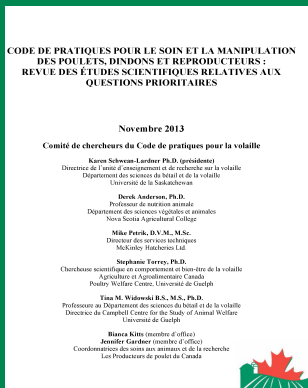 CODE DE PRATIQUES POUR LE SOIN ET LA MANIPULATION
DES POULETS, DINDONS ET REPRODUCTEURS :
REVUE DES ÉTUDES SCIENTIFIQUES RELATIVES AUX
QUESTIONS PRIORITAIRES
Novembre 2013
Comité de chercheurs du Code de pratiques pour la volaille
Karen Schwean-Lardner Ph.D. (présidente)
Directrice de l'unité d'enseignement et de recherche sur la volaille
Département des sciences du bétail et de la volaille
Université de la Saskatchewan
Derek Anderson, Ph.D.
Professeur de nutrition animale
Département des sciences végétales et animales
Nova Scotia Agricultural College
Mike Petrik, D.V.M., M.Sc.
Directeur des services techniques
McKinley Hatcheries Ltd.
Stephanie Torrey, Ph.D.
Chercheuse scientifique en comportement et bien-être de la volaille
Agriculture et Agroalimentaire Canada
Poultry Welfare Centre, Université de Guelph
Tina M. Widowski B.S., M.S., Ph.D.
Professeure au Département des sciences du bétail et de la volaille
Directrice du Campbell Centre for the Study of Animal Welfare
Université de Guelph
Bianca Kitts (membre d'office)
Jennifer Gardner (membre d'office)
Coordonnatrices des soins aux animaux et de la recherche
Les Producteurs de poulet du Canada